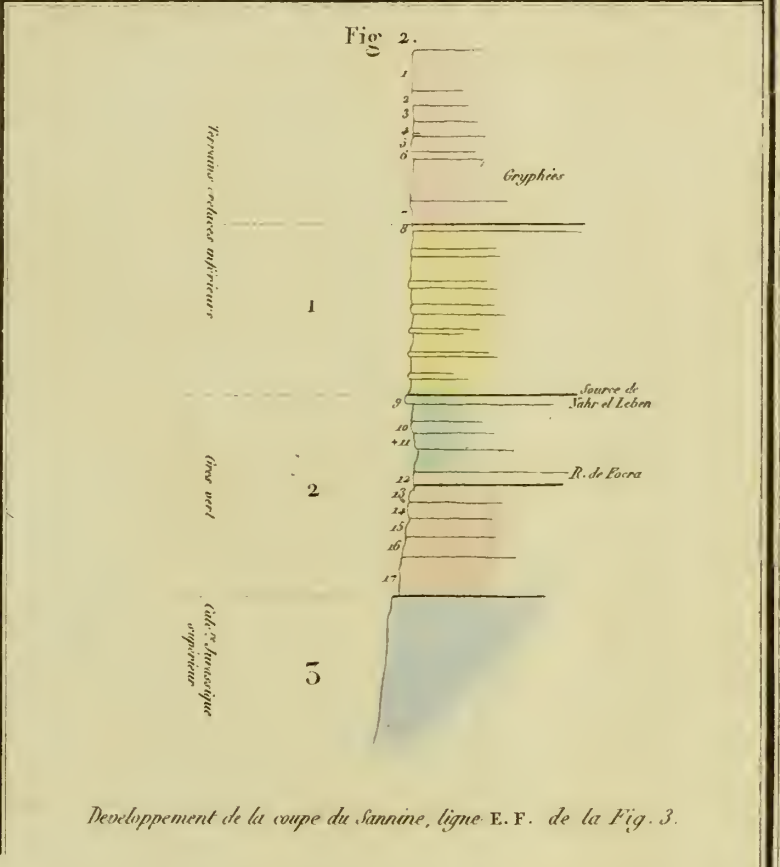 Fig 2.
1
2
3
4
5
6
Gryphées
8
Terrains crétacés inférieurs
1
Source de
Nahr el Leben
9
10
+11
R. de Focra
12
13
14
15
16
17
Grès vert
2
Calc.re Jurassique
supérieur
3
Developpement de la coupe du Sannine, ligne E. F. de la Fig. 3.